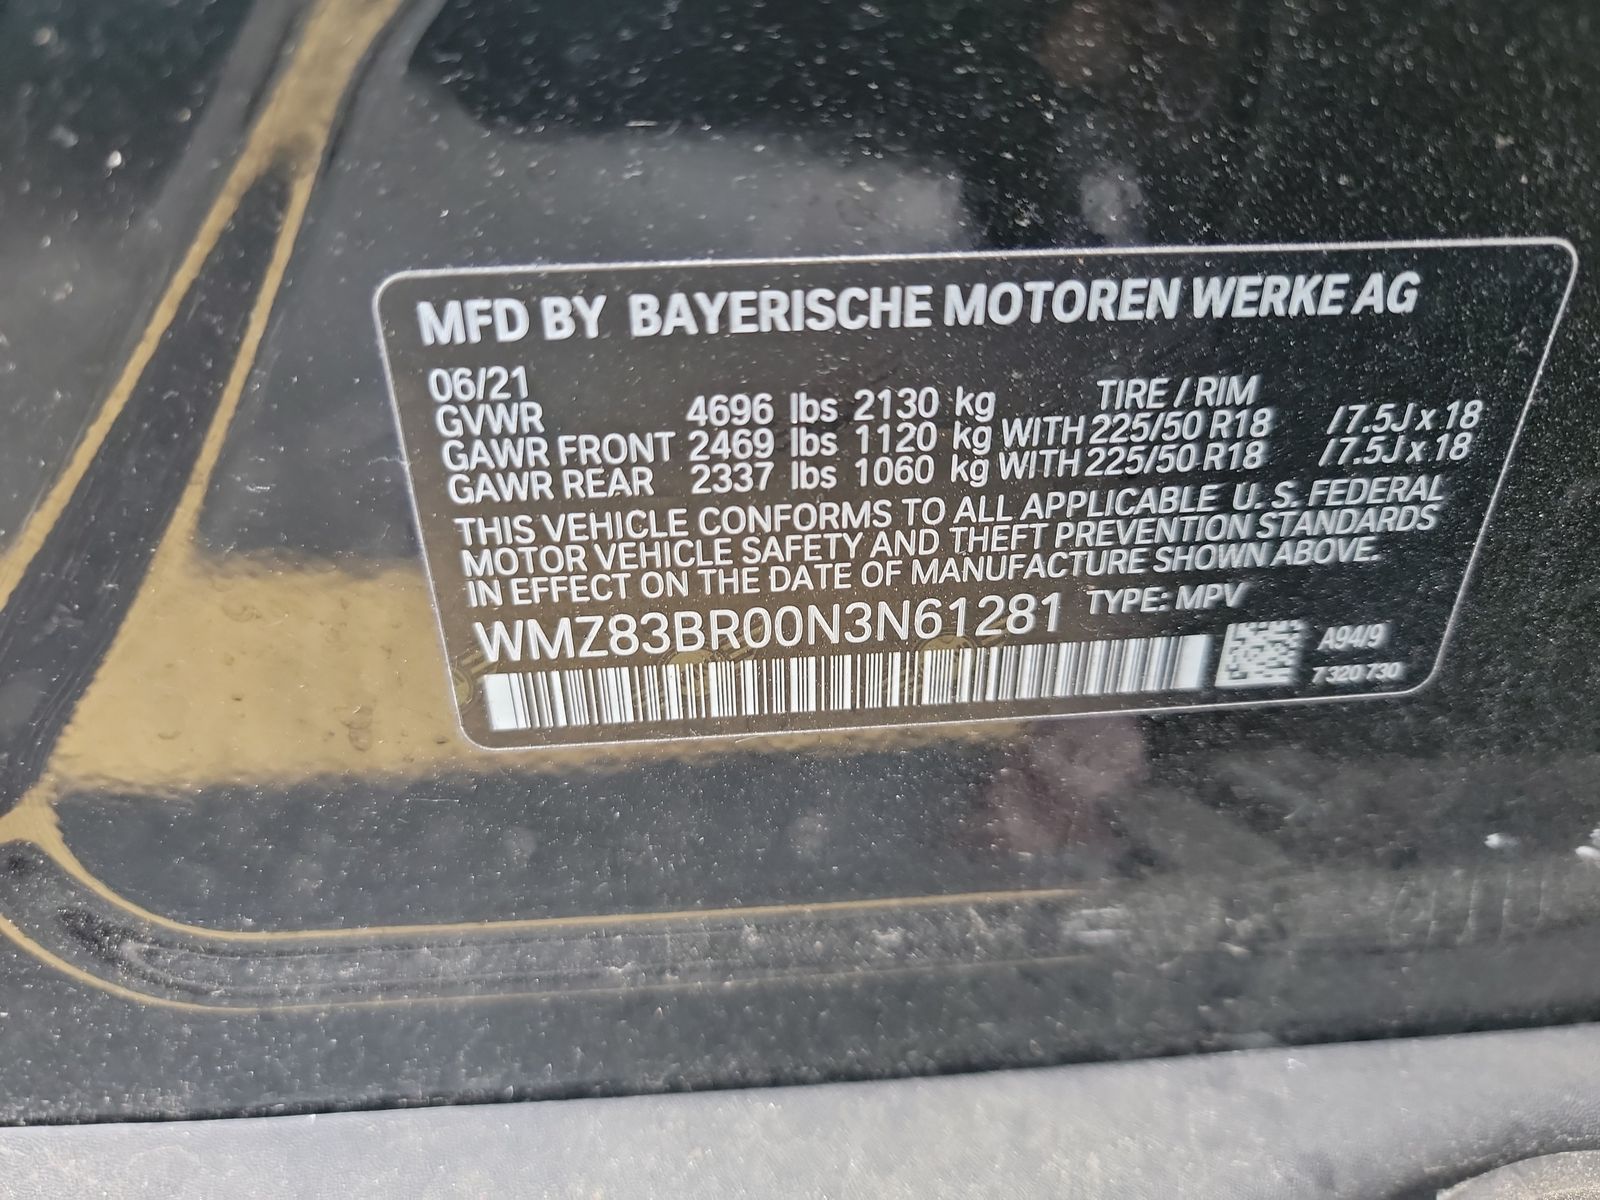 MFD BY BAYERISCHE MOTOREN WERKE AG
06/21 TIRE / RIM
GVWR 4696 lbs 2130 kg
GAWR FRONT 2469 lbs 1120 kg WITH 225/50 R18 /7.5J x 18
GAWR REAR 2337 lbs 1060 kg WITH 225/50 R18 /7.5J x 18
THIS VEHICLE CONFORMS TO ALL APPLICABLE U. S. FEDERAL
MOTOR VEHICLE SAFETY AND THEFT PREVENTION STANDARDS
IN EFFECT ON THE DATE OF MANUFACTURE SHOWN ABOVE.
WMZ83BR00N3N61281 TYPE: MPV
A94/9
7320730